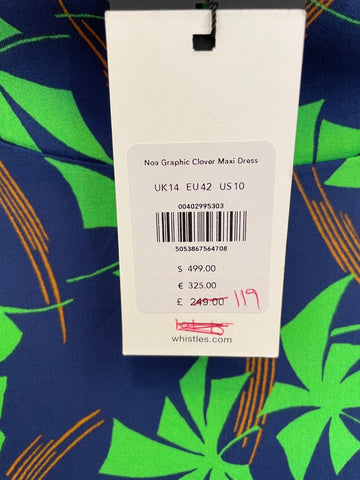 Noa Graphic Clover Maxi Dress
UK14 EU42 US10
00402995303
5053867564708
$ 499.00
€ 325.00
£ 249.00 119
whistles.com